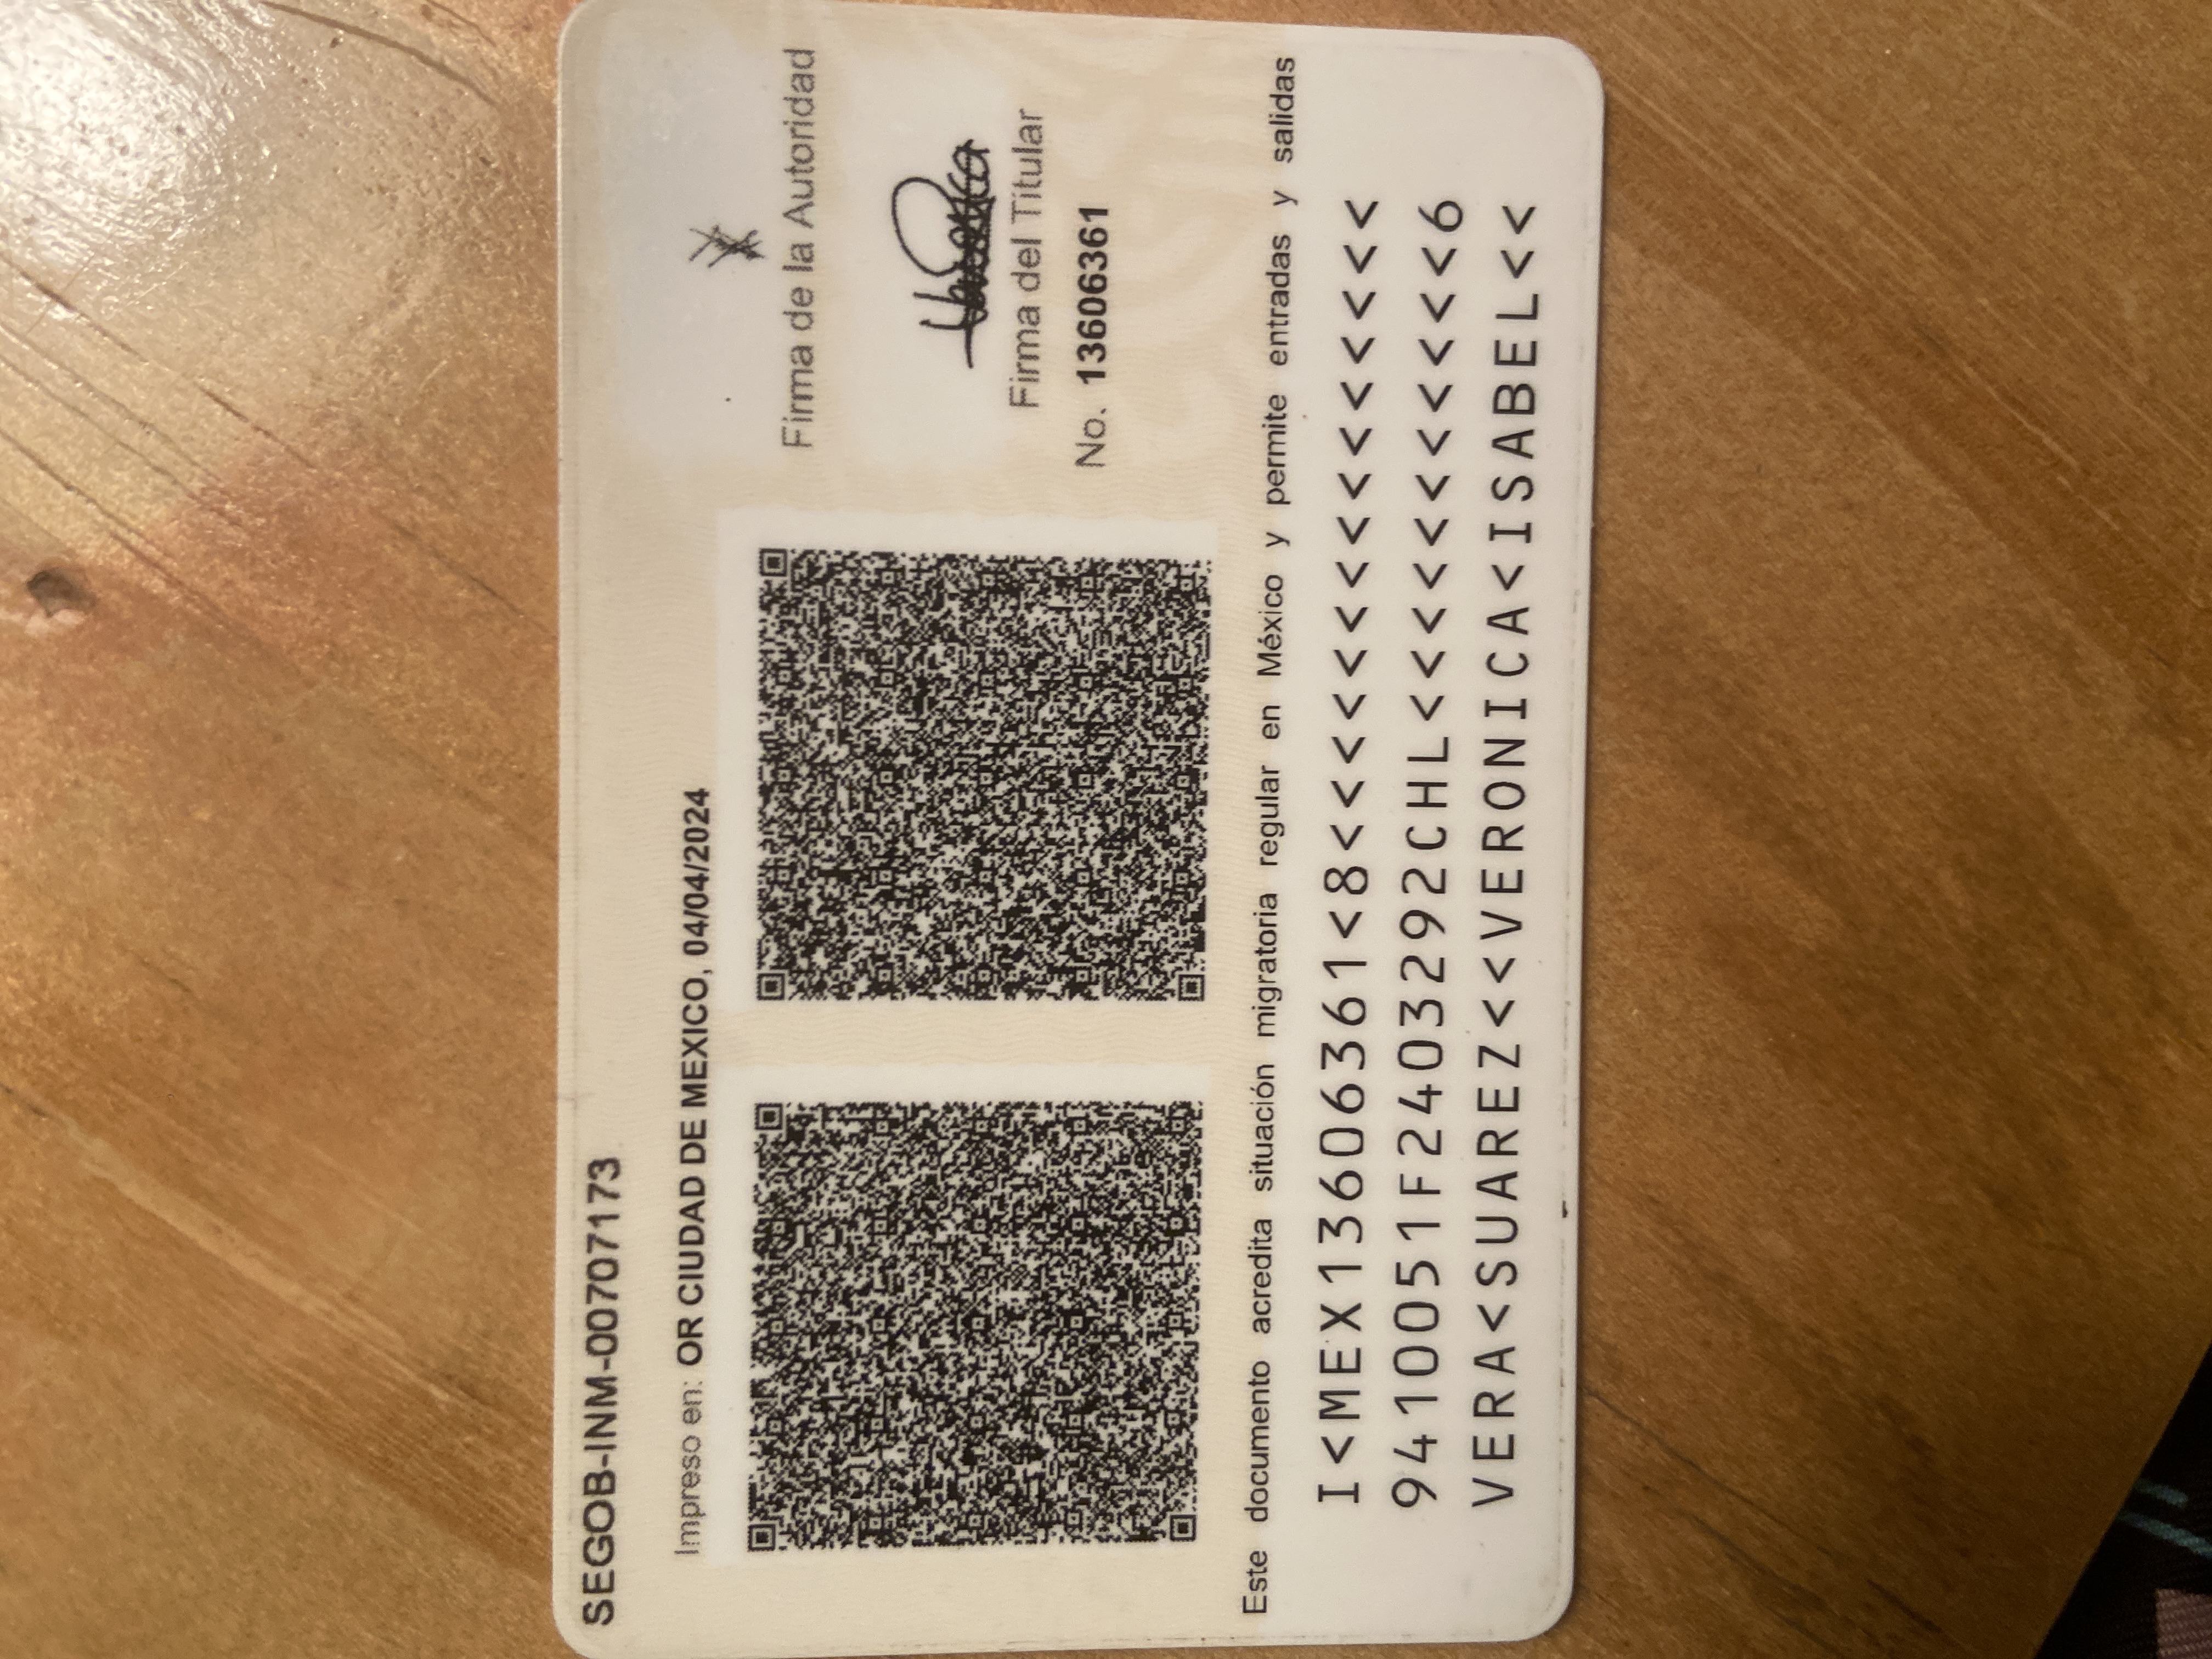 SEGOB-INM-007071173
Impreso en: OR CIUDAD DE MEXICO, 04/04/2024
Firma de la Autoridad
Firma del Titular
No. 13606361
Este documento acredita situación migratoria regular en México y permite entradas y salidas
I<MEX13606361<8<<<<<<<<<<<<<<<
9410051F2403292CHL<<<<<<<<<<<6
VERA<SUAREZ<<VERONICA<ISABEL<<